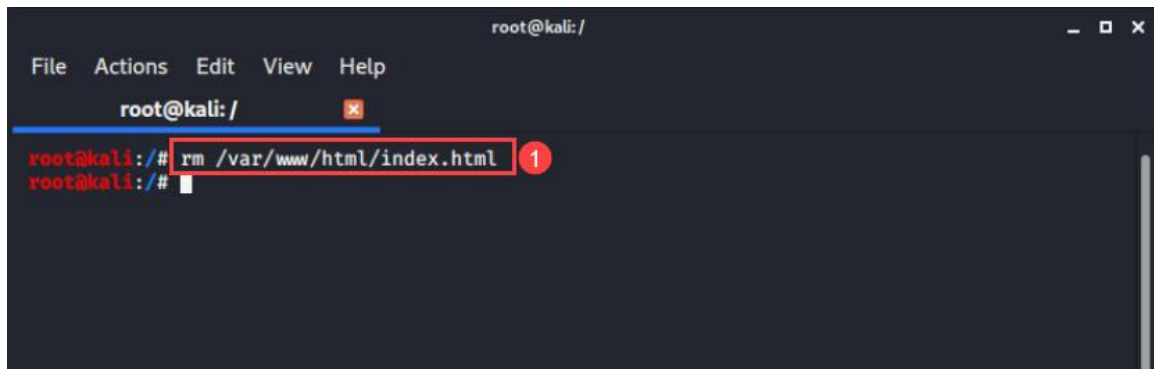 root@kali: /
File Actions Edit View Help
root@kali: /
root@kali:/# rm /var/www/html/index.html 1
root@kali:/#